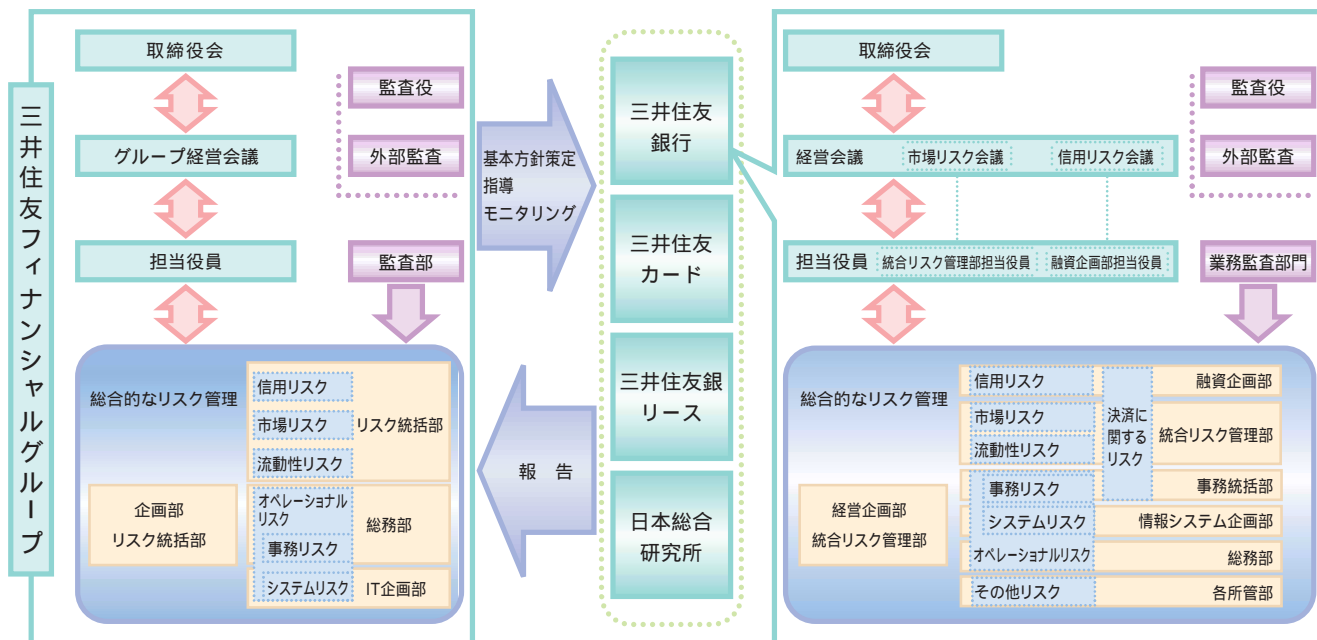 三井住友フィナンシャルグループ
取締役会
監査役
グループ経営会議
外部監査
担当役員
監査部
総合的なリスク管理
信用リスク
市場リスク
リスク統括部
流動性リスク
企画部
リスク統括部
オペレーショナル
リスク
総務部
事務リスク
システムリスク
IT企画部
基本方針策定
指導
モニタリング
報 告
三井住友
銀行
三井住友
カード
三井住友銀
リース
日本総合
研究所
取締役会
監査役
経営会議
市場リスク会議
信用リスク会議
外部監査
担当役員
統合リスク管理部担当役員
融資企画部担当役員
業務監査部門
総合的なリスク管理
信用リスク
融資企画部
市場リスク
流動性リスク
決済に
関する
リスク
統合リスク管理部
事務リスク
事務統括部
経営企画部
統合リスク管理部
システムリスク
情報システム企画部
オペレーショナルリスク
総務部
その他リスク
各所管部